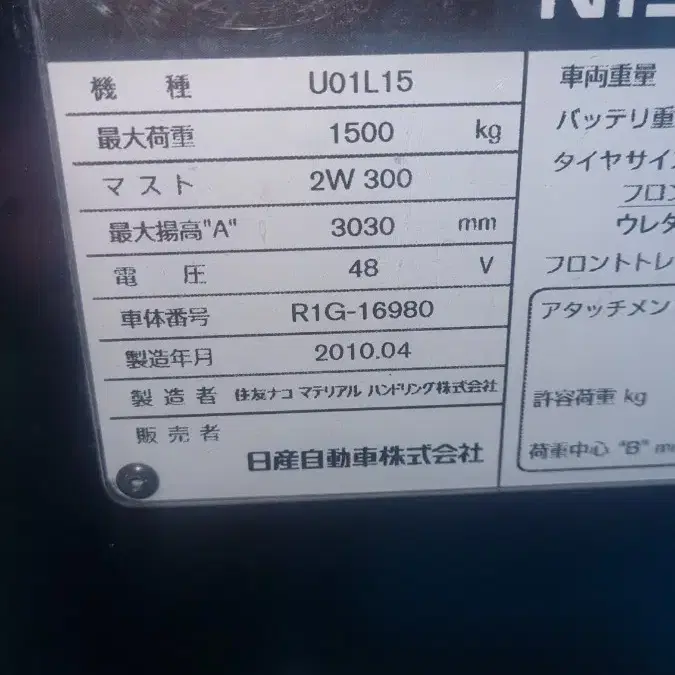 機種 U01L15
最大荷重 1500 kg
マスト 2W 300
最大揚高"A" 3030 mm
電圧 48 V
車体番号 R1G-16980
製造年月 2010.04
製造者 住友ナコ マテリアル ハンドリング株式会社
販売者
日産自動車株式会社
車両重量
バッテリ重
タイヤサイズ
フロン
ウレタ
フロントトレ
アタッチメン
許容荷重 kg
荷重中心 "B" m